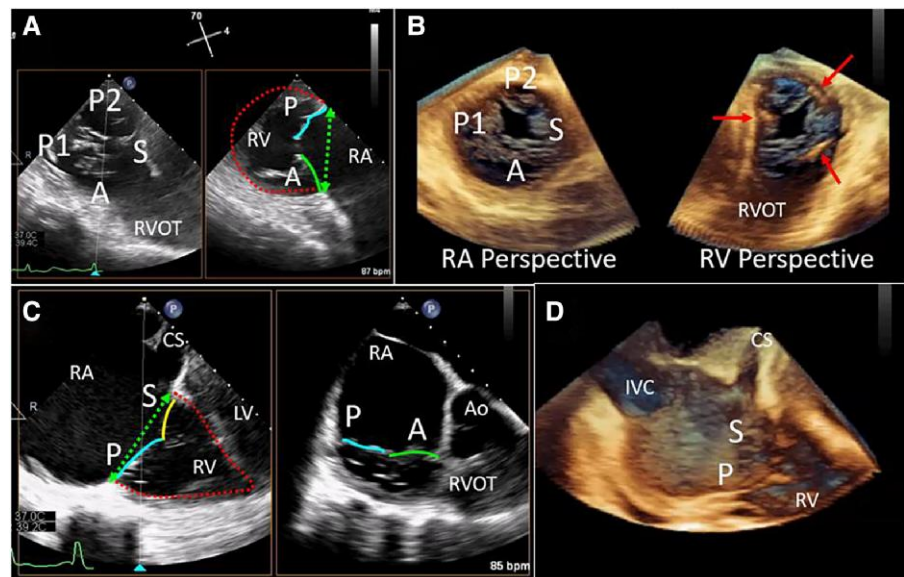 A
70
4
M4
P
P2
P1
S
A
RVOT
R
37.0C
39.4C
P
RV
RA
A
87 bpm
B
P2
P1
S
A
RA Perspective
RVOT
RV Perspective
C
P
CS
RA
S
LV
R
P
RV
37.0C
39.2C
P
RA
Ao
P
A
RVOT
85 bpm
D
CS
IVC
S
P
RV